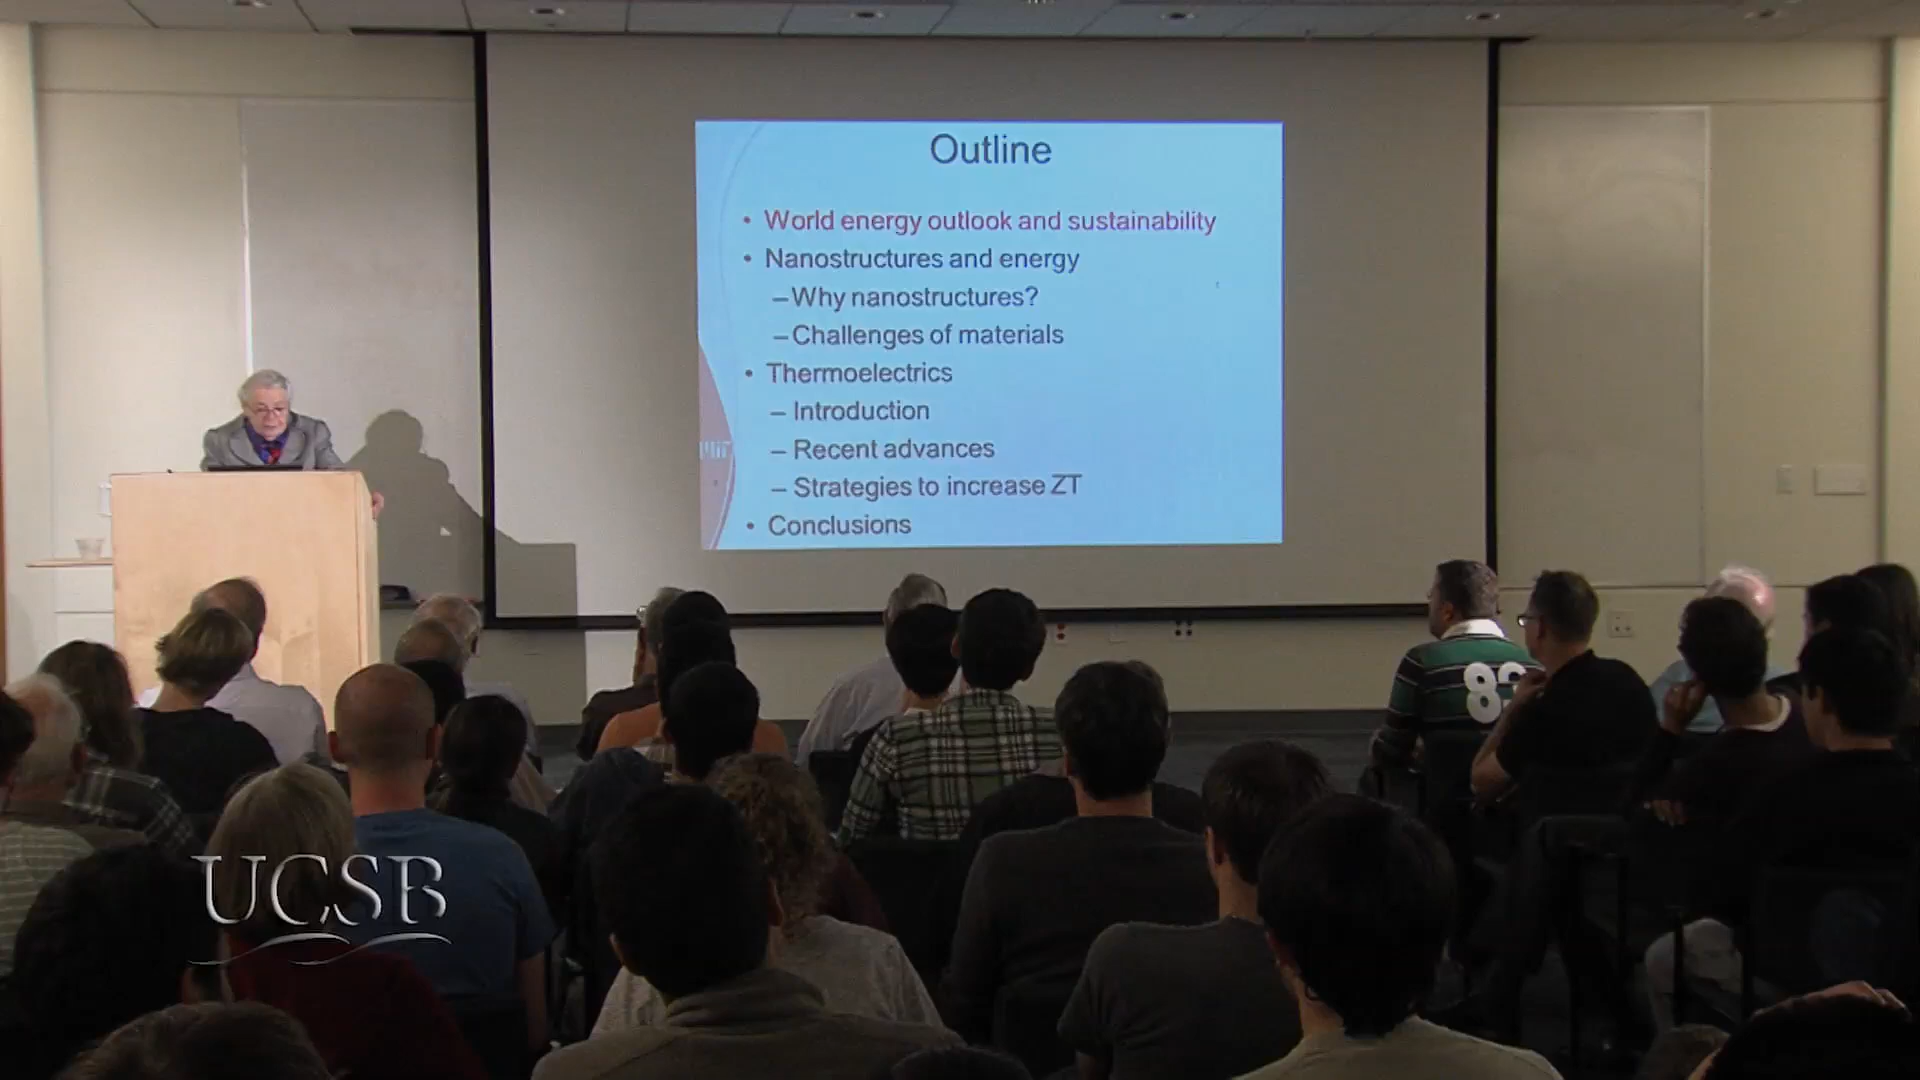 Outline
• World energy outlook and sustainability
• Nanostructures and energy
–Why nanostructures?
–Challenges of materials
• Thermoelectrics
– Introduction
– Recent advances
– Strategies to increase ZT
• Conclusions
UCSB